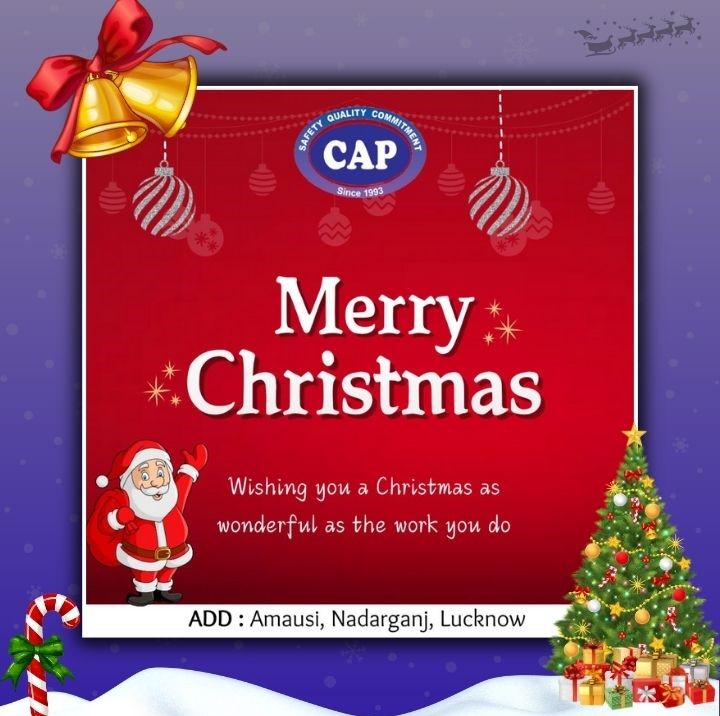 SAFETY QUALITY COMMITMENT
CAP
Since 1993
Merry
Christmas
Wishing you a Christmas as
wonderful as the work you do
ADD : Amausi, Nadarganj, Lucknow